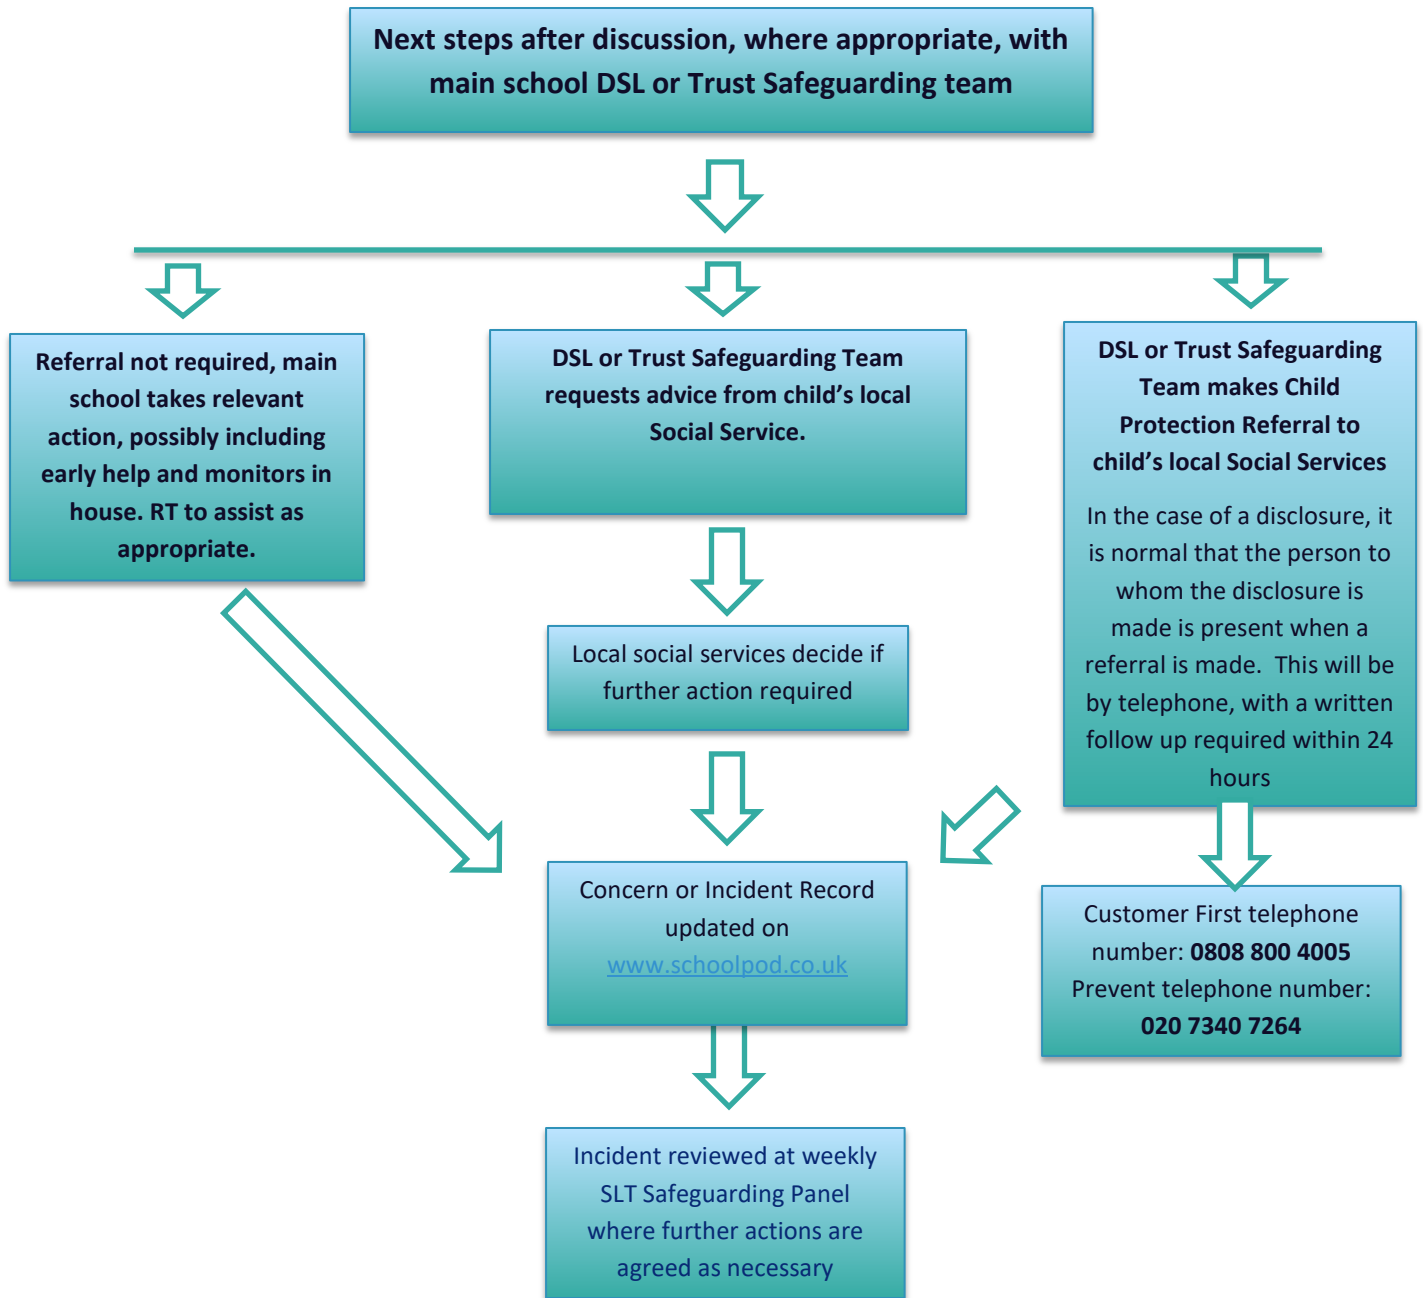 Next steps after discussion, where appropriate, with
main school DSL or Trust Safeguarding team
Referral not required, main
school takes relevant
action, possibly including
early help and monitors in
house. RT to assist as
appropriate.
DSL or Trust Safeguarding Team
requests advice from child’s local
Social Service.
DSL or Trust Safeguarding
Team makes Child
Protection Referral to
child’s local Social Services
In the case of a disclosure, it
is normal that the person to
whom the disclosure is
made is present when a
referral is made.  This will be
by telephone, with a written
follow up required within 24
hours
Local social services decide if
further action required
Concern or Incident Record
updated on
www.schoolpod.co.uk
Customer First telephone
number: 0808 800 4005
Prevent telephone number:
020 7340 7264
Incident reviewed at weekly
SLT Safeguarding Panel
where further actions are
agreed as necessary